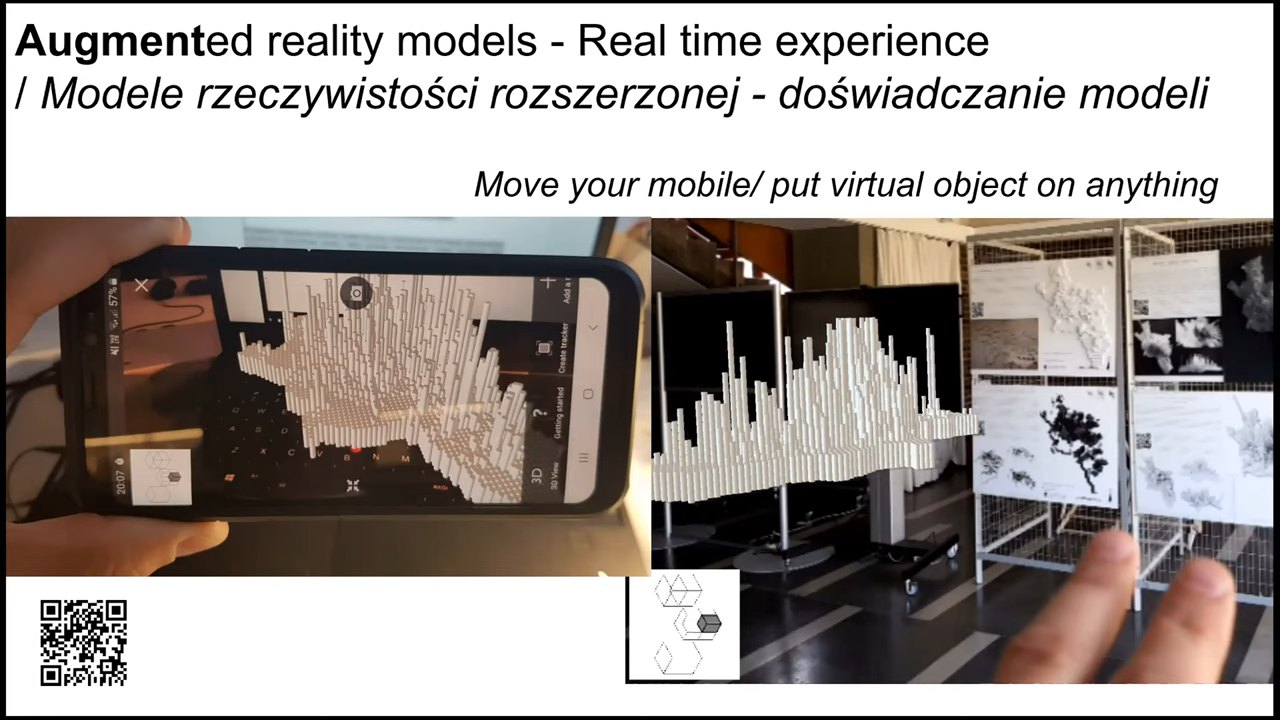 Augmented reality models - Real time experience
/ Modele rzeczywistości rozszerzonej - doświadczanie modeli
Move your mobile/ put virtual object on anything
57%
20:07
Create tracker
Getting started
3D
3D View
?
Z X C V B N M